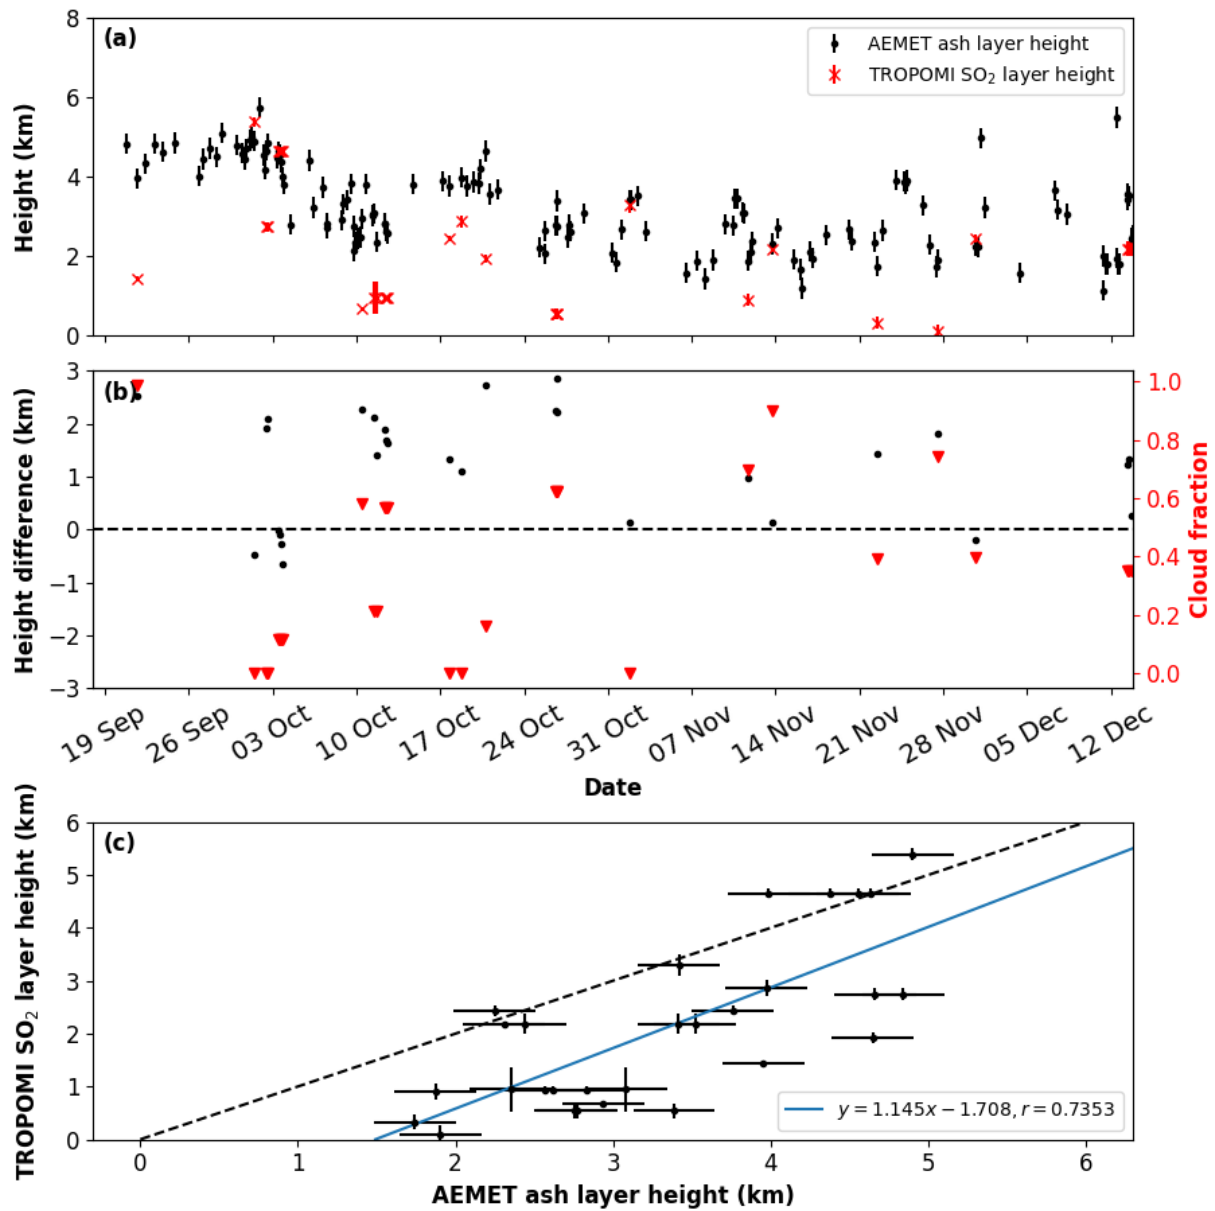 (a)
AEMET ash layer height
TROPOMI SO₂ layer height
Height (km)
8
6
4
2
0
(b)
Height difference (km)
3
2
1
0
−1
−2
−3
1.0
0.8
0.6
0.4
0.2
0.0
Cloud fraction
19 Sep
26 Sep
03 Oct
10 Oct
17 Oct
24 Oct
31 Oct
07 Nov
14 Nov
21 Nov
28 Nov
05 Dec
12 Dec
Date
(c)
TROPOMI SO₂ layer height (km)
6
5
4
3
2
1
0
y = 1.145x − 1.708, r = 0.7353
0 1 2 3 4 5 6
AEMET ash layer height (km)